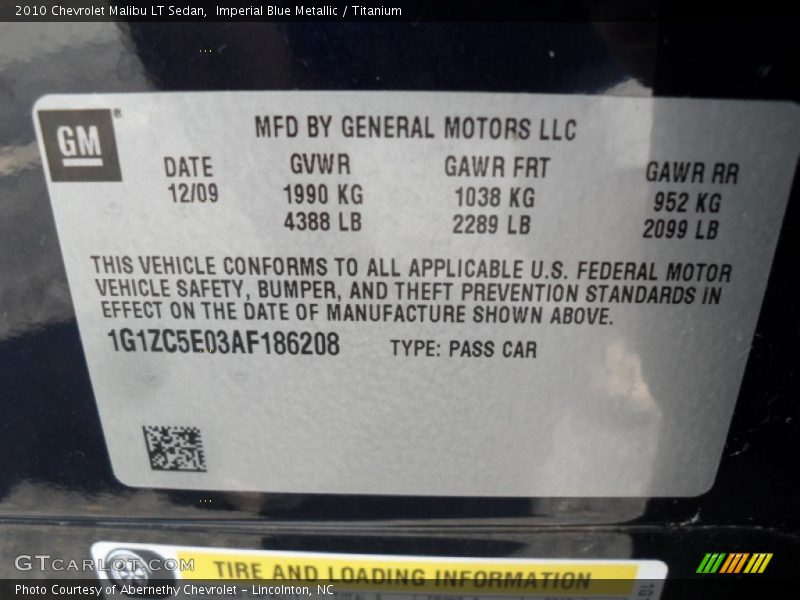 2010 Chevrolet Malibu LT Sedan, Imperial Blue Metallic / Titanium
GM®
MFD BY GENERAL MOTORS LLC
DATE GVWR GAWR FRT GAWR RR
12/09 1990 KG 1038 KG 952 KG
4388 LB 2289 LB 2099 LB
THIS VEHICLE CONFORMS TO ALL APPLICABLE U.S. FEDERAL MOTOR
VEHICLE SAFETY, BUMPER, AND THEFT PREVENTION STANDARDS IN
EFFECT ON THE DATE OF MANUFACTURE SHOWN ABOVE.
1G1ZC5E03AF186208 TYPE: PASS CAR
GTcarlot.com
TIRE AND LOADING INFORMATION
Photo Courtesy of Abernethy Chevrolet - Lincolnton, NC